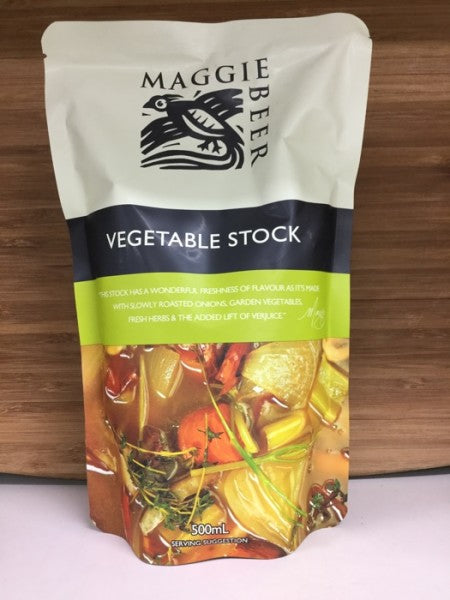 MAGGIE
BEER
VEGETABLE STOCK
"THIS STOCK HAS A WONDERFUL FRESHNESS OF FLAVOUR AS IT'S MADE
WITH SLOWLY ROASTED ONIONS, GARDEN VEGETABLES,
FRESH HERBS & THE ADDED LIFT OF VERJUICE."
500mL
SERVING SUGGESTION